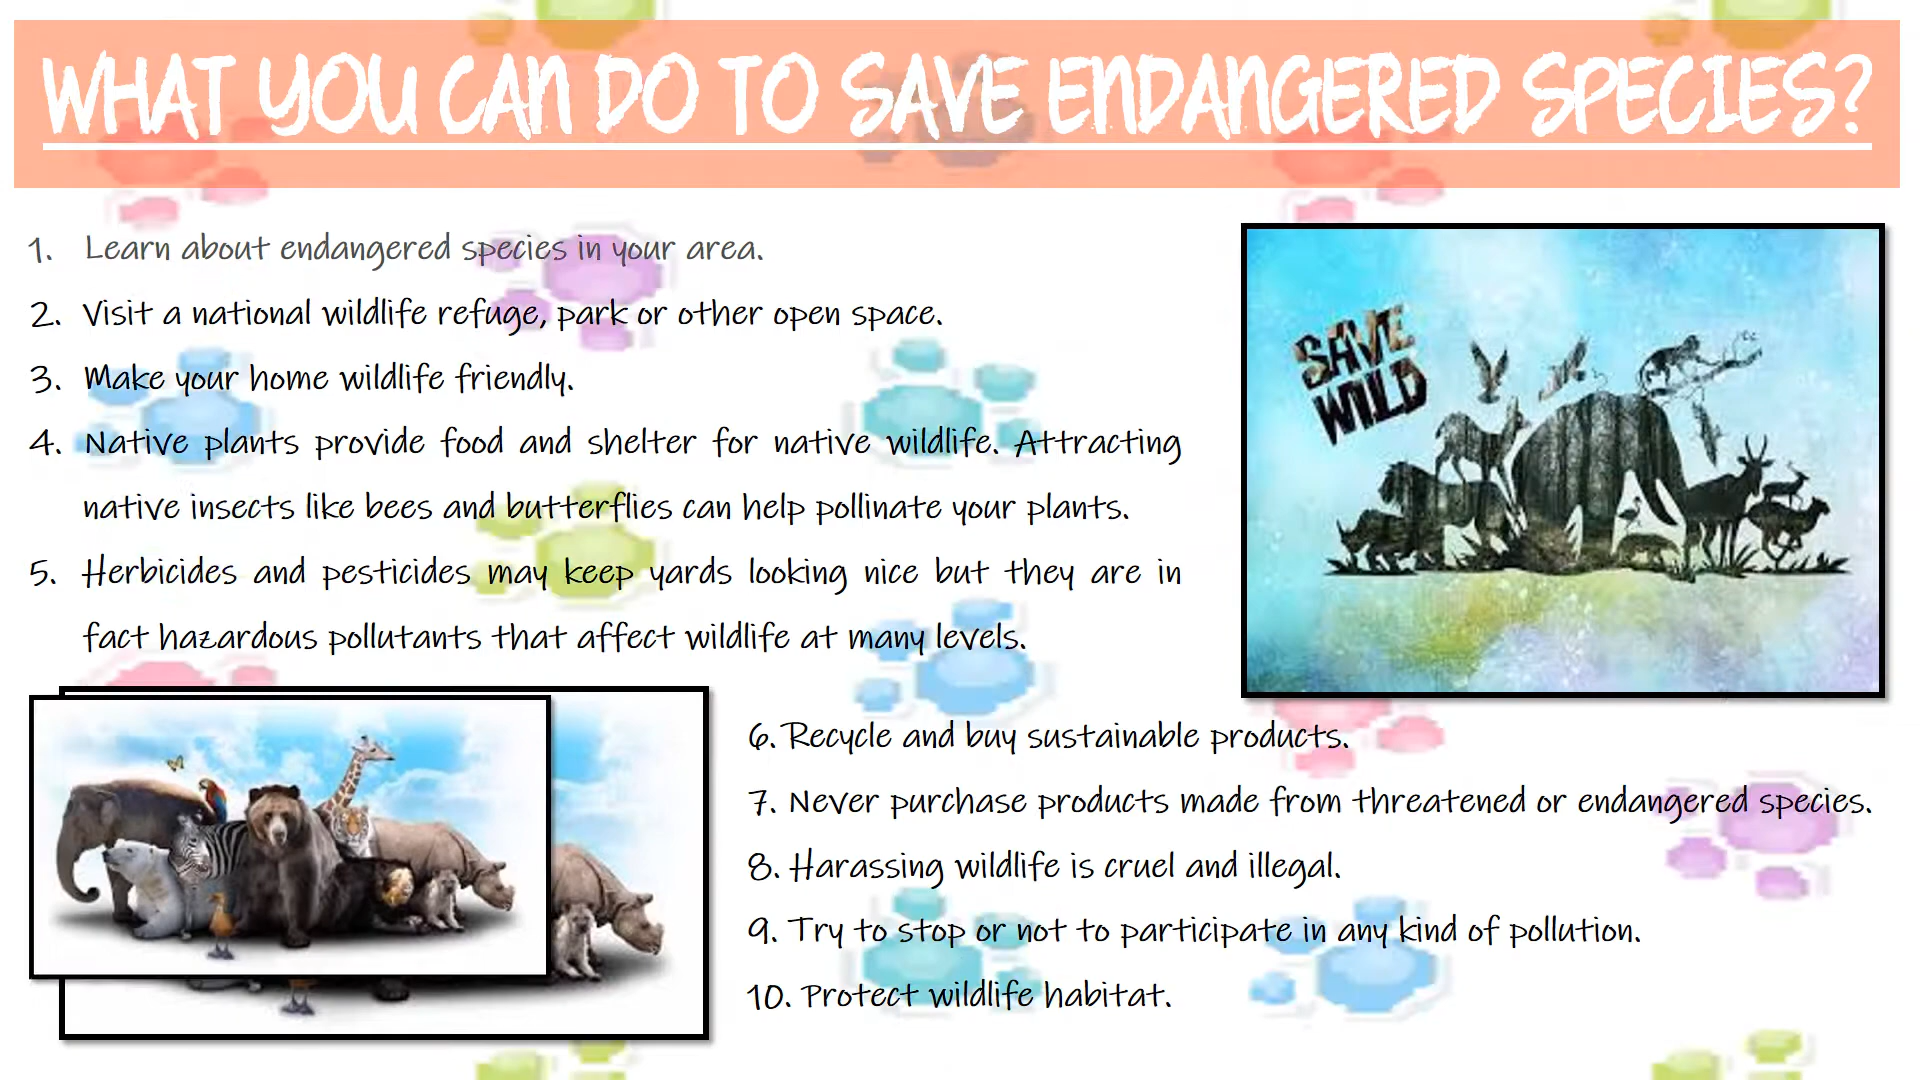 WHAT YOU CAN DO TO SAVE ENDANGERED SPECIES?
1. Learn about endangered species in your area.
2. Visit a national wildlife refuge, park or other open space.
3. Make your home wildlife friendly.
4. Native plants provide food and shelter for native wildlife. Attracting
native insects like bees and butterflies can help pollinate your plants.
5. Herbicides and pesticides may keep yards looking nice but they are in
fact hazardous pollutants that affect wildlife at many levels.
SAVE
WILD
6. Recycle and buy sustainable products.
7. Never purchase products made from threatened or endangered species.
8. Harassing wildlife is cruel and illegal.
9. Try to stop or not to participate in any kind of pollution.
10. Protect wildlife habitat.